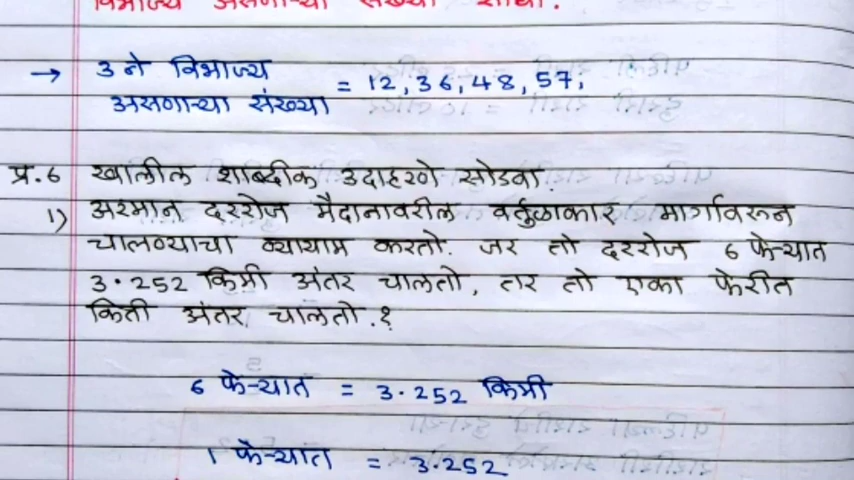 विभाज्य असणाऱ्या संख्या शोधा.
→ 3 ने विभाज्य
असणाऱ्या संख्या = 12, 36, 48, 57,
प्र.6 खालील शाब्दीक उदाहरणे सोडवा.
1) अरमान दररोज मैदानावरील वर्तुळाकार मार्गावरून
चालण्याचा व्यायाम करतो. जर तो दररोज 6 फेऱ्यात
3.252 किमी अंतर चालतो, तर तो एका फेरीत
किती अंतर चालतो.?
6 फेऱ्यात = 3.252 किमी
1 फेऱ्यात = 3.252